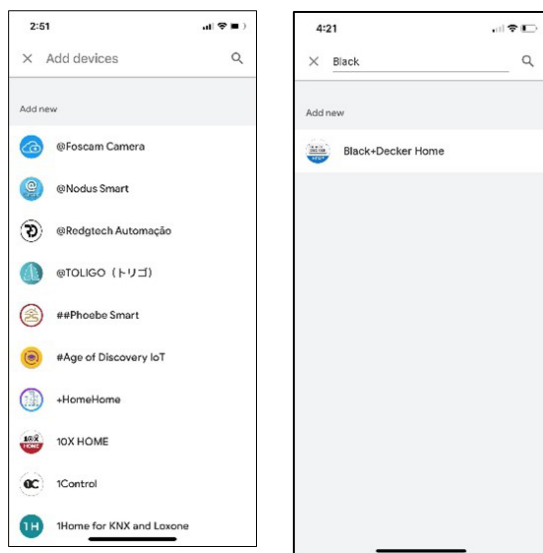 2:51
Add devices
Add new
@Foscam Camera
@Nodus Smart
@Redgtech Automação
@TOLIGO（トリゴ）
##Phoebe Smart
#Age of Discovery IoT
+HomeHome
10X HOME
1Control
1H
1Home for KNX and Loxone
4:21
Black
Add new
Black+Decker Home